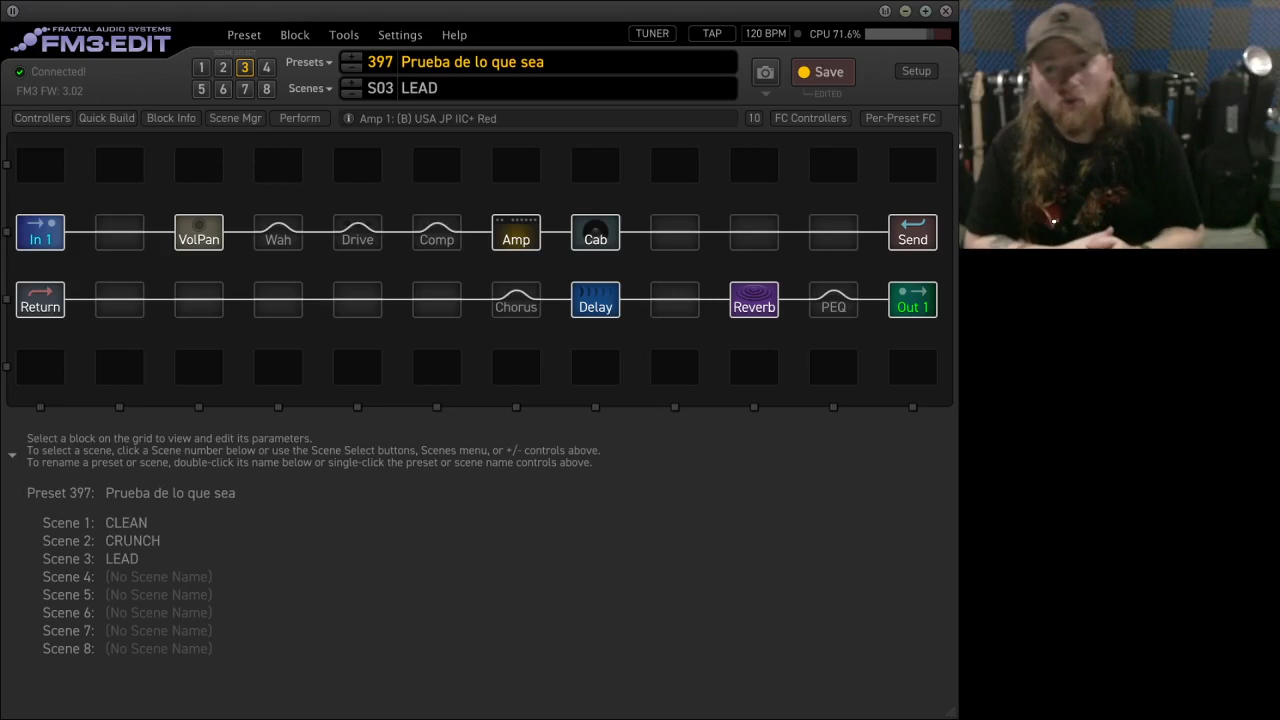 FRACTAL AUDIO SYSTEMS
FM3-EDIT
Preset Block Tools Settings Help
TUNER TAP 120 BPM CPU 71.6%
Connected!
FM3 FW: 3.02
SCENE SELECT
1 2 3 4
5 6 7 8
Presets
Scenes
397 Prueba de lo que sea
S03 LEAD
Save
EDITED
Setup
Controllers Quick Build Block Info Scene Mgr Perform Amp 1: (B) USA JP IIC+ Red 10 FC Controllers Per-Preset FC
In 1 VolPan Wah Drive Comp Amp Cab Send
Return Chorus Delay Reverb PEQ Out 1
Select a block on the grid to view and edit its parameters.
To select a scene, click a Scene number below or use the Scene Select buttons, Scenes menu, or +/- controls above.
To rename a preset or scene, double-click its name below or single-click the preset or scene name controls above.
Preset 397: Prueba de lo que sea
Scene 1: CLEAN
Scene 2: CRUNCH
Scene 3: LEAD
Scene 4: (No Scene Name)
Scene 5: (No Scene Name)
Scene 6: (No Scene Name)
Scene 7: (No Scene Name)
Scene 8: (No Scene Name)